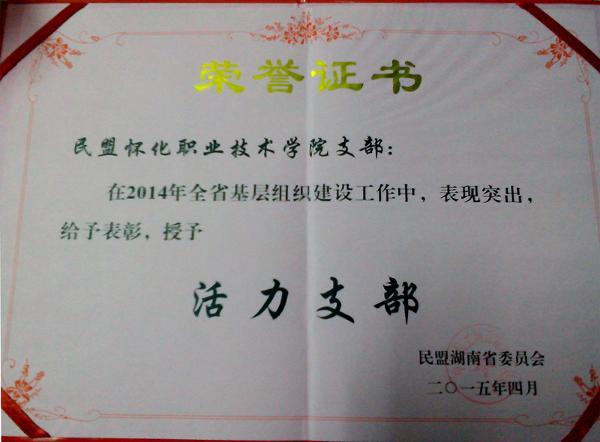 荣誉证书
民盟怀化职业技术学院支部：
在2014年全省基层组织建设工作中，表现突出，
给予表彰，授予
活力支部
民盟湖南省委员会
二〇一五年四月